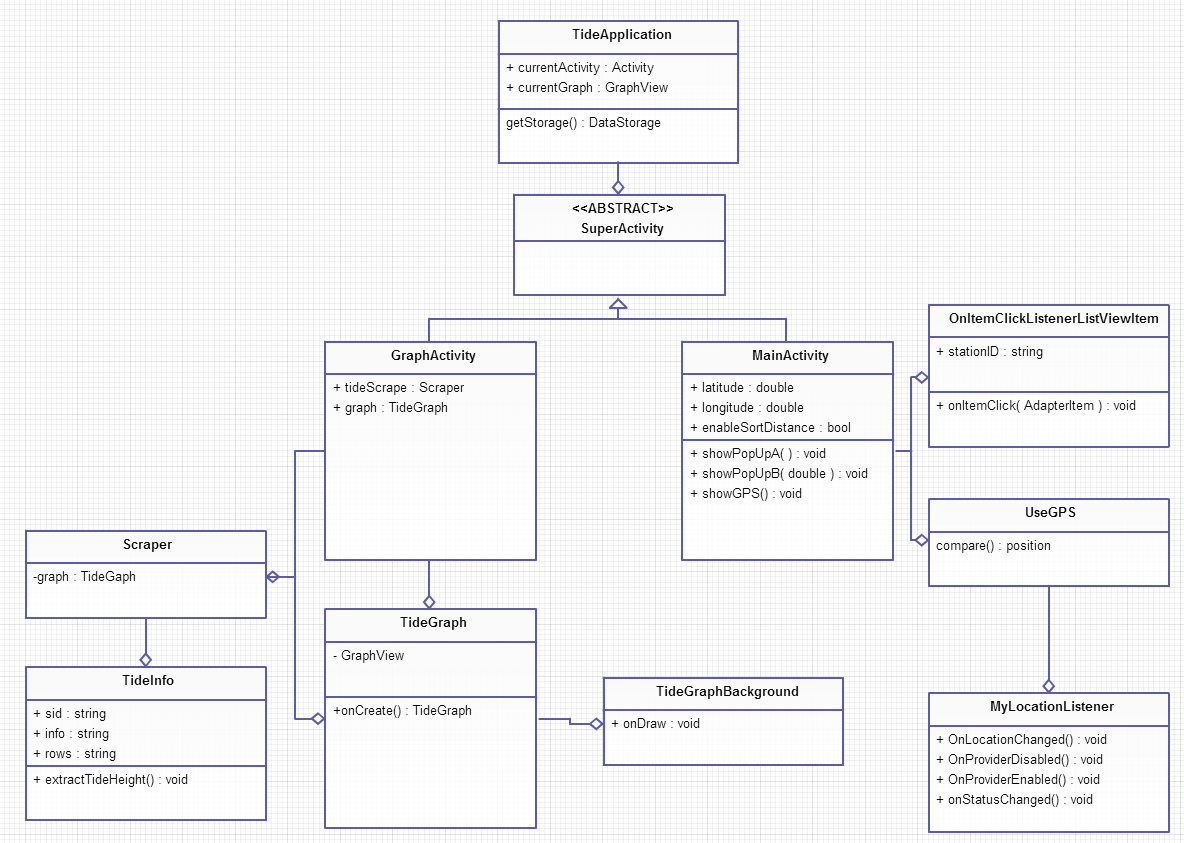 TideApplication
+ currentActivity : Activity
+ currentGraph : GraphView
getStorage() : DataStorage
<<ABSTRACT>>
SuperActivity
GraphActivity
+ tideScrape : Scraper
+ graph : TideGraph
MainActivity
+ latitude : double
+ longitude : double
+ enableSortDistance : bool
+ showPopUpA( ) : void
+ showPopUpB( double ) : void
+ showGPS() : void
OnItemClickListenerListViewItem
+ stationID : string
+ onItemClick( AdapterItem ) : void
UseGPS
compare() : position
Scraper
-graph : TideGaph
TideInfo
+ sid : string
+ info : string
+ rows : string
+ extractTideHeight() : void
TideGraph
- GraphView
+onCreate() : TideGraph
TideGraphBackground
+ onDraw : void
MyLocationListener
+ OnLocationChanged() : void
+ OnProviderDisabled() : void
+ OnProviderEnabled() : void
+ onStatusChanged() : void